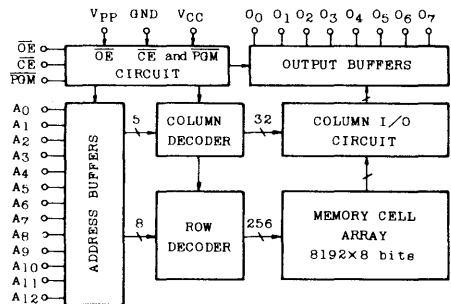 VPP GND VCC
O0 O1 O2 O3 O4 O5 O6 O7
OE
CE
PGM
OE CE and PGM
CIRCUIT
OUTPUT BUFFERS
A0
A1
A2
A3
A4
A5
A6
A7
A8
A9
A10
A11
A12
ADDRESS BUFFERS
5
COLUMN
DECODER
32
COLUMN I/O
CIRCUIT
8
ROW
DECODER
256
MEMORY CELL
ARRAY
8192×8 bits